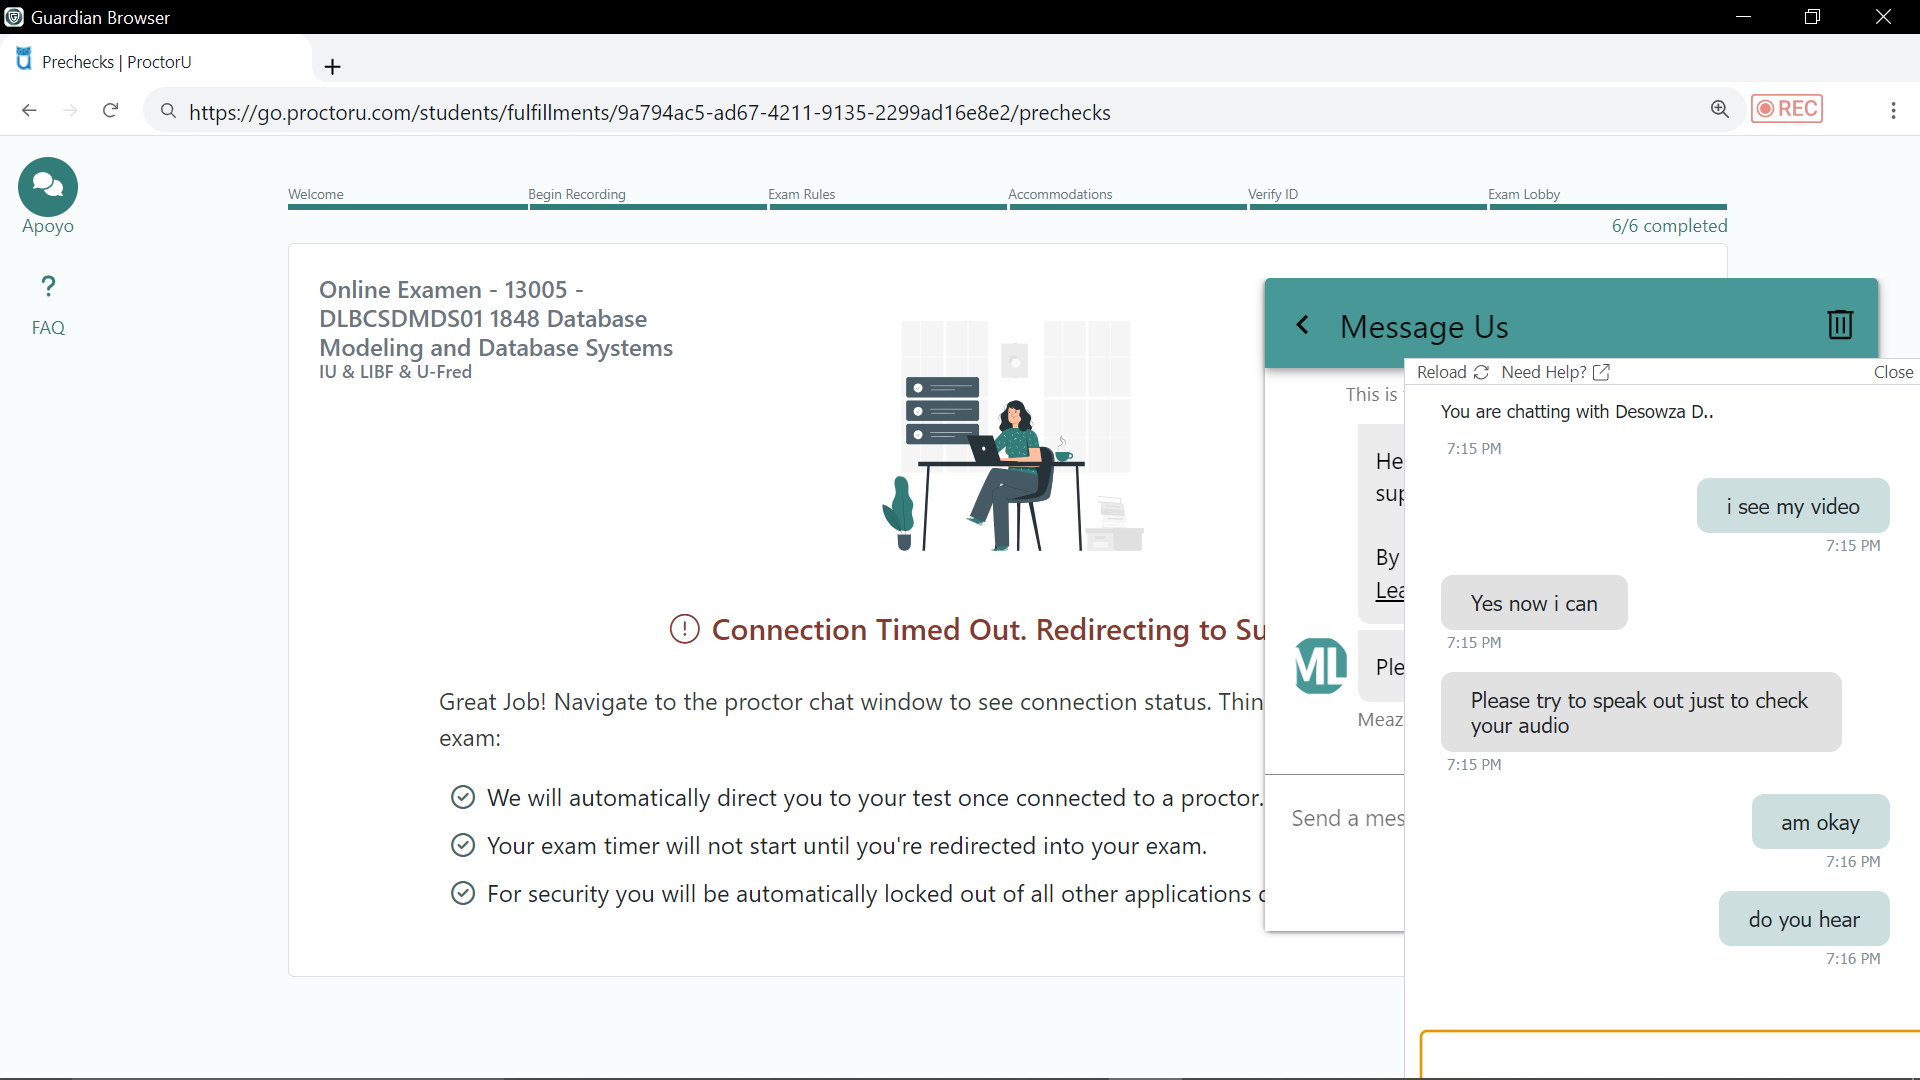 Guardian Browser
Prechecks | ProctorU
https://go.proctoru.com/students/fulfillments/9a794ac5-ad67-4211-9135-2299ad16e8e2/prechecks
REC
Apoyo
?
FAQ
Welcome
Begin Recording
Exam Rules
Accommodations
Verify ID
Exam Lobby
6/6 completed
Online Examen - 13005 -
DLBCSDMDS01 1848 Database
Modeling and Database Systems
IU & LIBF & U-Fred
Connection Timed Out. Redirecting to Su
Great Job! Navigate to the proctor chat window to see connection status. Thin
exam:
We will automatically direct you to your test once connected to a proctor.
Your exam timer will not start until you're redirected into your exam.
For security you will be automatically locked out of all other applications
Message Us
This is
He
sup
By
Lea
ML
Ple
Meaz
Send a mes
Reload
Need Help?
Close
You are chatting with Desowza D..
7:15 PM
i see my video
7:15 PM
Yes now i can
7:15 PM
Please try to speak out just to check
your audio
7:15 PM
am okay
7:16 PM
do you hear
7:16 PM